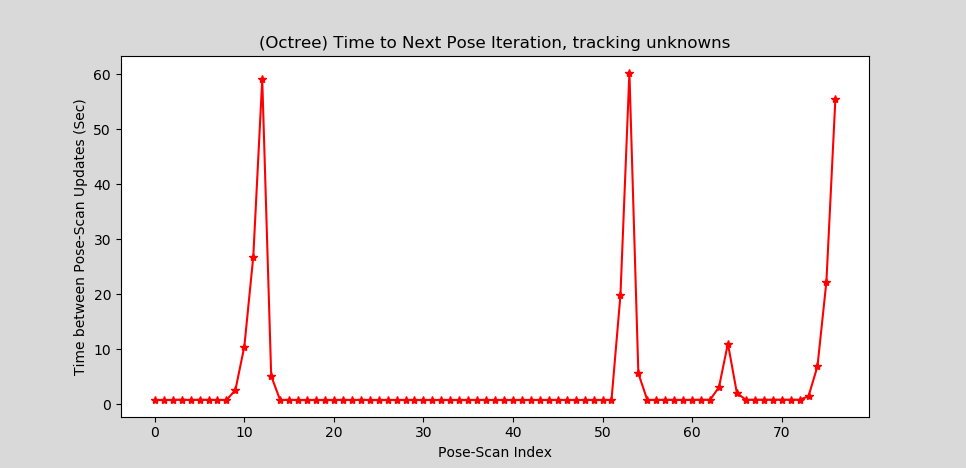 (Octree) Time to Next Pose Iteration, tracking unknowns
Time between Pose-Scan Updates (Sec)
60
50
40
30
20
10
0
0 10 20 30 40 50 60 70
Pose-Scan Index